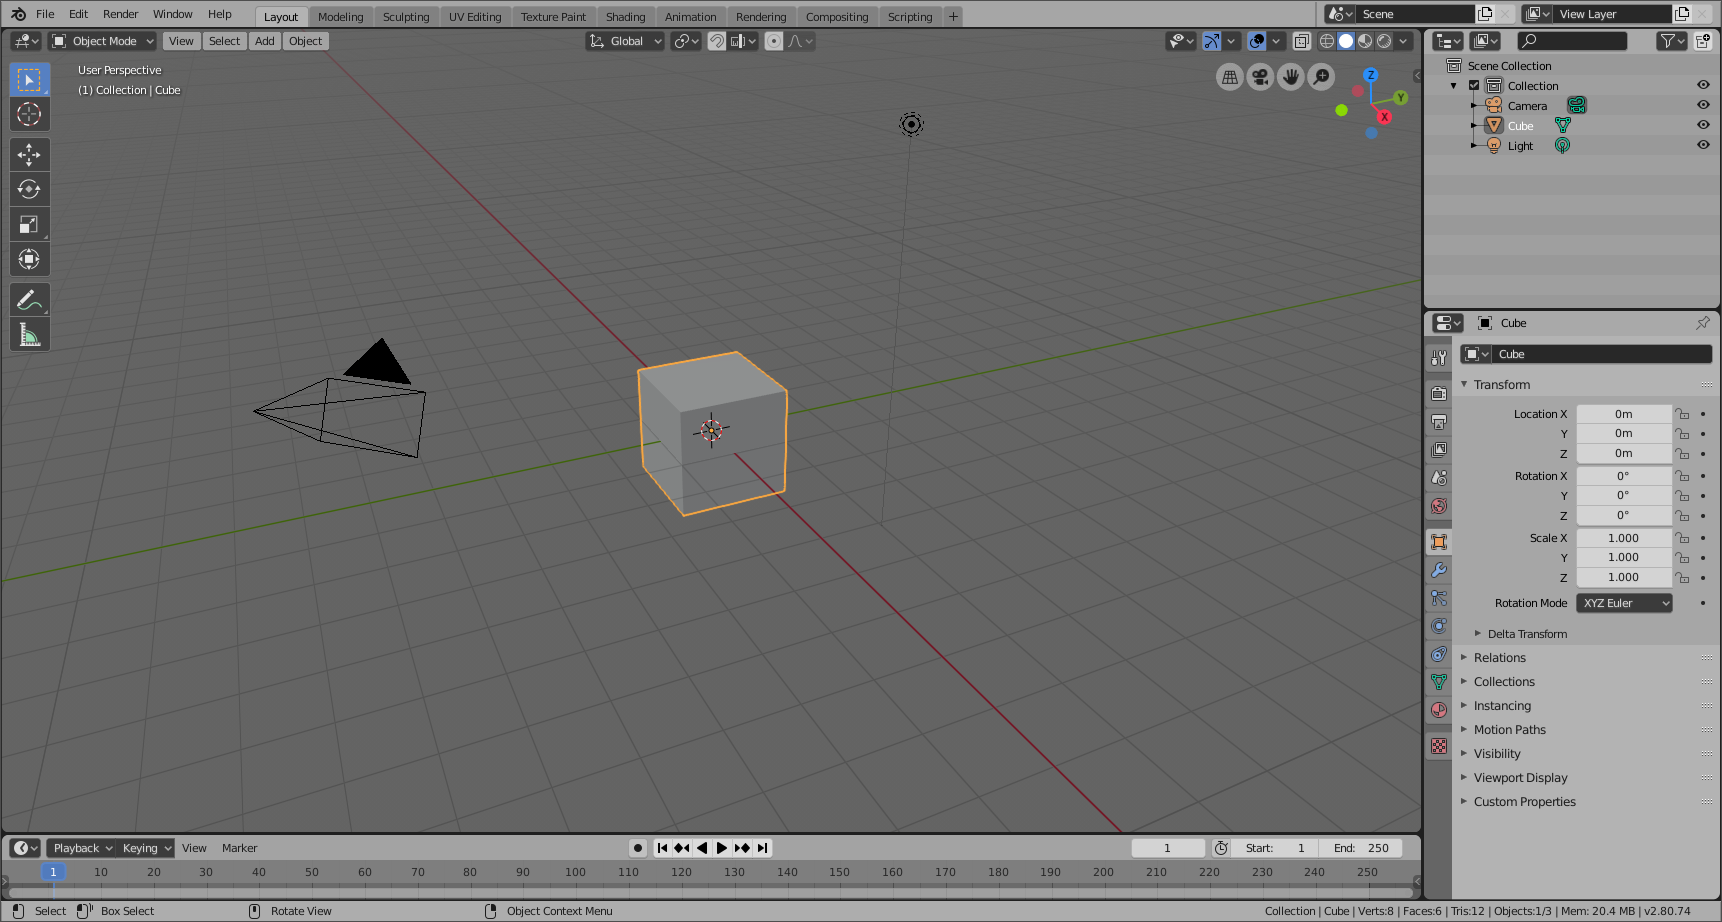 File Edit Render Window Help Layout Modeling Sculpting UV Editing Texture Paint Shading Animation Rendering Compositing Scripting + Scene View Layer
Object Mode View Select Add Object Global
User Perspective
(1) Collection | Cube
Z
Y
X
Scene Collection
Collection
Camera
Cube
Light
Cube
Cube
Transform
Location X 0m
Y 0m
Z 0m
Rotation X 0°
Y 0°
Z 0°
Scale X 1.000
Y 1.000
Z 1.000
Rotation Mode XYZ Euler
Delta Transform
Relations
Collections
Instancing
Motion Paths
Visibility
Viewport Display
Custom Properties
Playback Keying View Marker 1 Start: 1 End: 250
1 10 20 30 40 50 60 70 80 90 100 110 120 130 140 150 160 170 180 190 200 210 220 230 240 250
Select Box Select Rotate View Object Context Menu Collection | Cube | Verts:8 | Faces:6 | Tris:12 | Objects:1/3 | Mem: 20.4 MB | v2.80.74